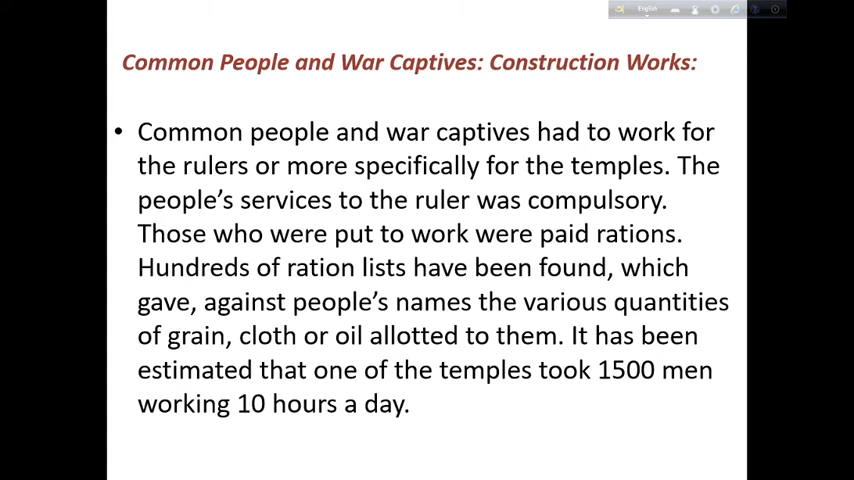 English
Common People and War Captives: Construction Works:
• Common people and war captives had to work for
the rulers or more specifically for the temples. The
people's services to the ruler was compulsory.
Those who were put to work were paid rations.
Hundreds of ration lists have been found, which
gave, against people's names the various quantities
of grain, cloth or oil allotted to them. It has been
estimated that one of the temples took 1500 men
working 10 hours a day.